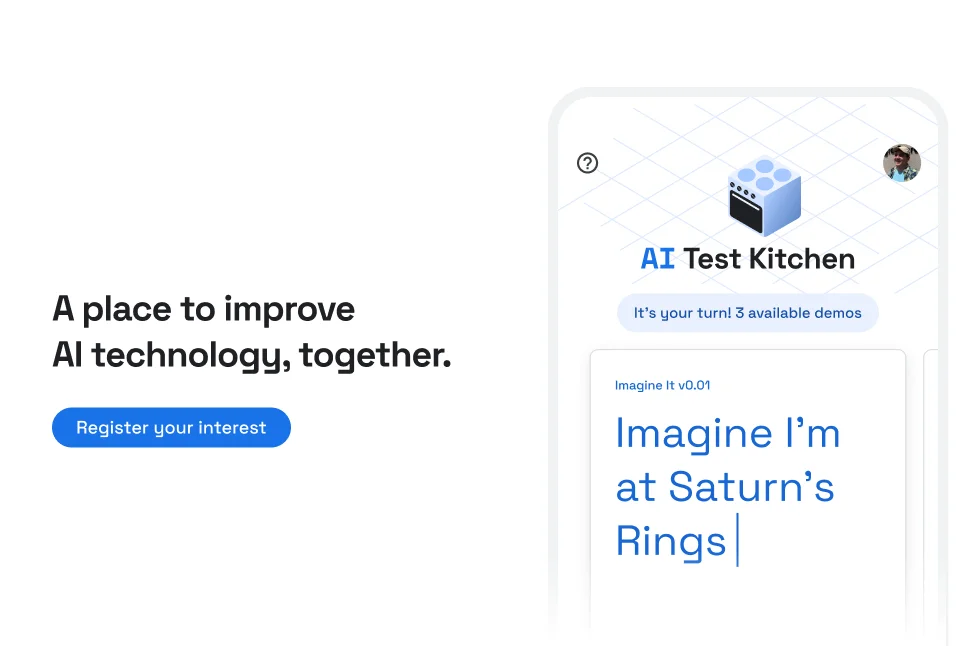 A place to improve
AI technology, together.
Register your interest
?
AI Test Kitchen
It's your turn! 3 available demos
Imagine It v0.01
Imagine I'm
at Saturn's
Rings